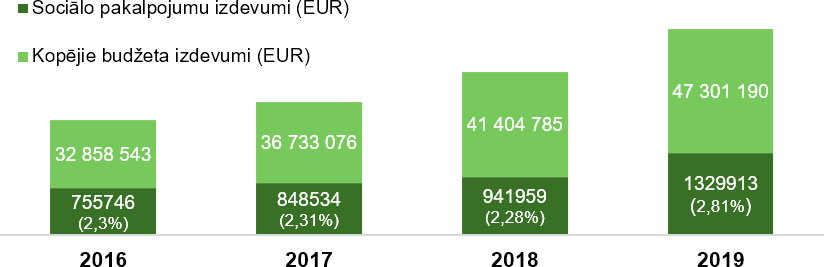 Sociālo pakalpojumu izdevumi (EUR)
Kopējie budžeta izdevumi (EUR)
32 858 543
36 733 076
41 404 785
47 301 190
755746
(2,3%)
848534
(2,31%)
941959
(2,28%)
1329913
(2,81%)
2016
2017
2018
2019